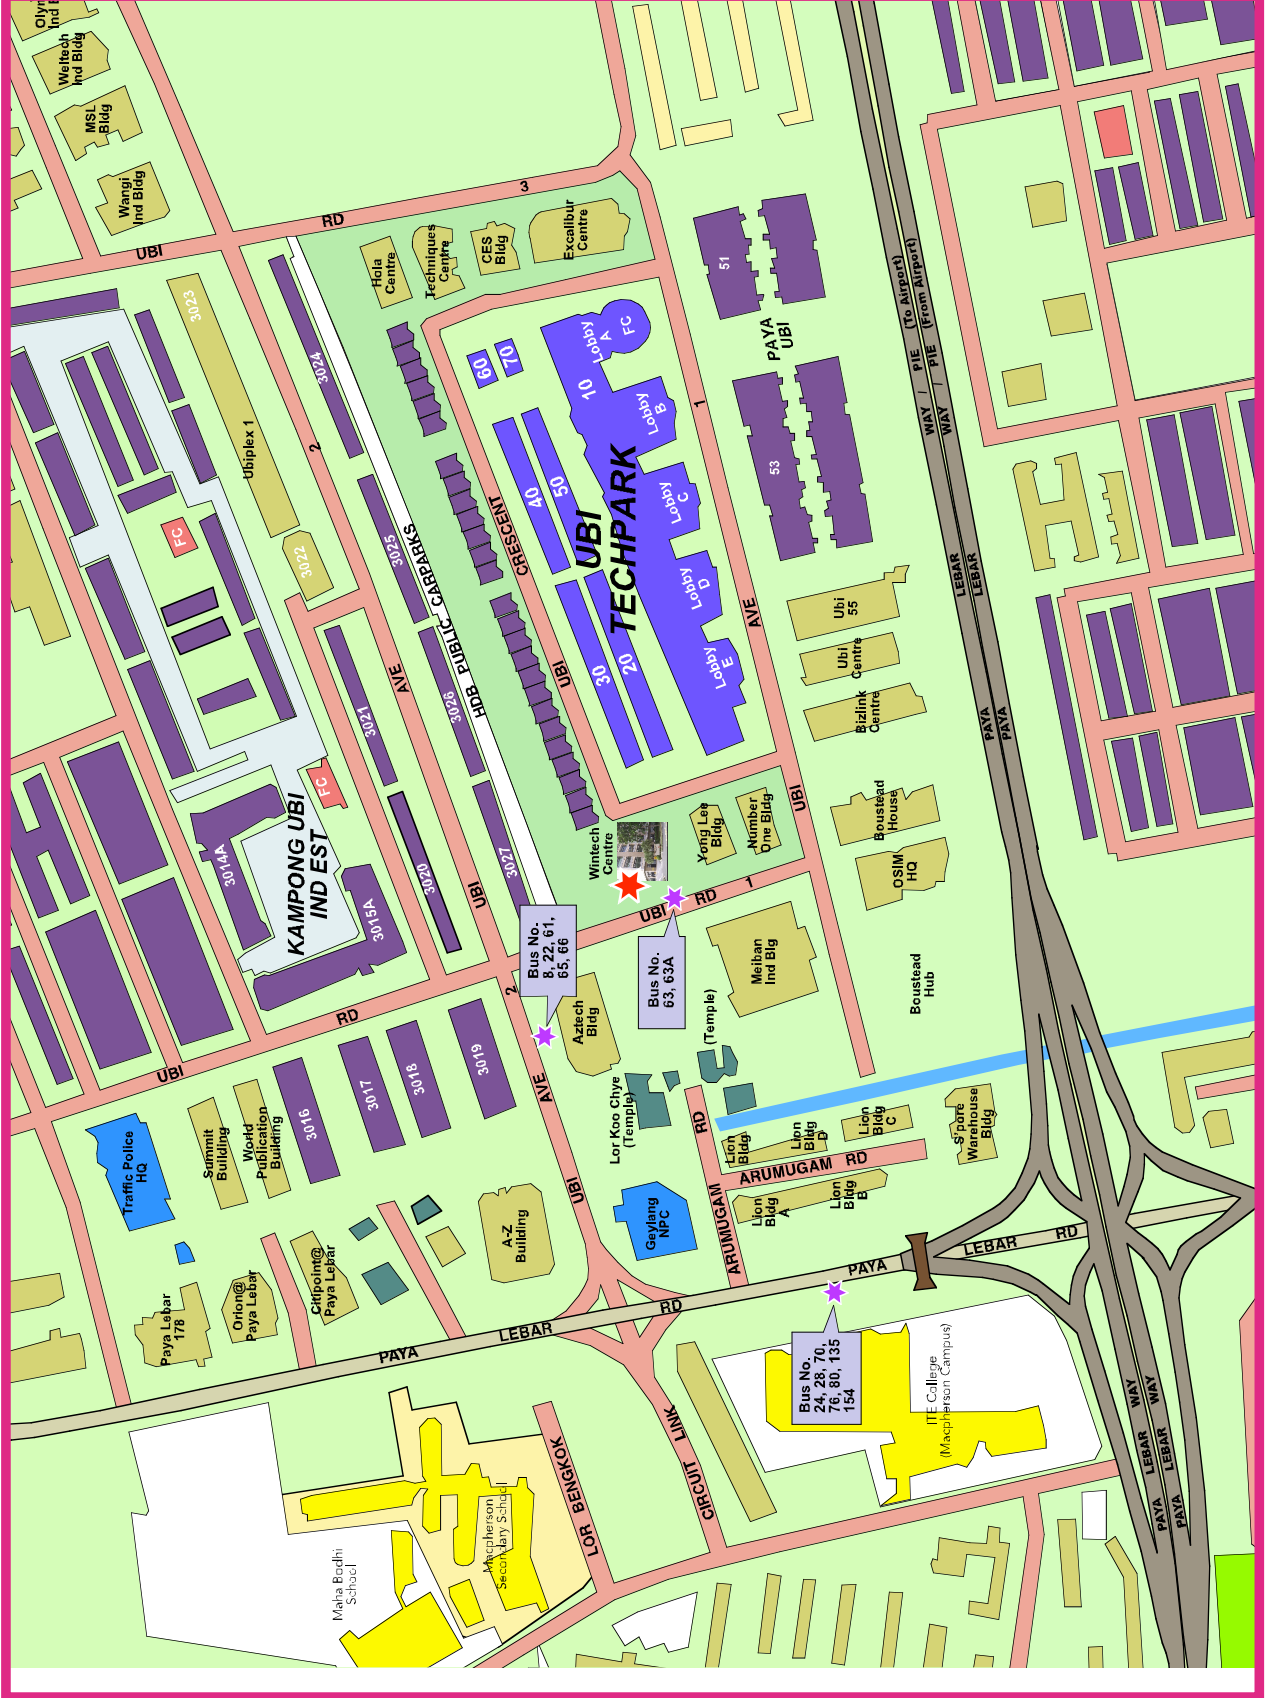 Weltech
Ind Bldg
MSL
Bldg
Wangi
Ind Bldg
UBI
RD
3
3023
3024
Ubiplex 1
2
3022
FC
3025
HDB PUBLIC CARPARKS
AVE
3026
3021
FC
3020
3027
UBI
2
KAMPONG UBI
IND EST
3014A
3015A
RD
UBI
Hola
Centre
Techniques
Centre
CES
Bldg
Excalibur
Centre
60
70
10
Lobby
A
FC
Lobby
B
Lobby
C
Lobby
D
Lobby
E
40
50
30
20
UBI
TECHPARK
CRESCENT
UBI
1
AVE
UBI
51
PAYA
UBI
53
Ubi
55
Ubi
Centre
Bizlink
Centre
Boustead
House
OSIM
HQ
Boustead
Hub
Wintech
Centre
Yong Lee
Bldg
Number
One Bldg
UBI RD 1
Bus No.
8, 22, 61,
65, 66
Bus No.
63, 63A
Meiban
Ind Blg
Aztech
Bldg
(Temple)
Lor Koo Chye
(Temple)
AVE
UBI
3019
3018
3017
3016
World
Publication
Building
Summit
Building
Traffic Police
HQ
A-Z
Building
Geylang
NPC
RD
ARUMUGAM
ARUMUGAM RD
Lion
Bldg
Lion
Bldg
D
Lion
Bldg
C
Lion
Bldg
A
Lion
Bldg
B
S'pore
Warehouse
Bldg
Citipoint@
Paya Lebar
Orion@
Paya Lebar
Paya Lebar
178
PAYA
LEBAR
RD
PAYA
LEBAR
RD
Bus No.
24, 28, 70,
76, 80, 135
154
ITE College
(Macpherson Campus)
CIRCUIT LINK
LOR BENGKOK
Macpherson
Secondary School
Maha Bodhi
School
PAYA LEBAR WAY / PIE (To Airport)
PAYA LEBAR WAY / PIE (From Airport)
PAYA LEBAR WAY
PAYA LEBAR WAY